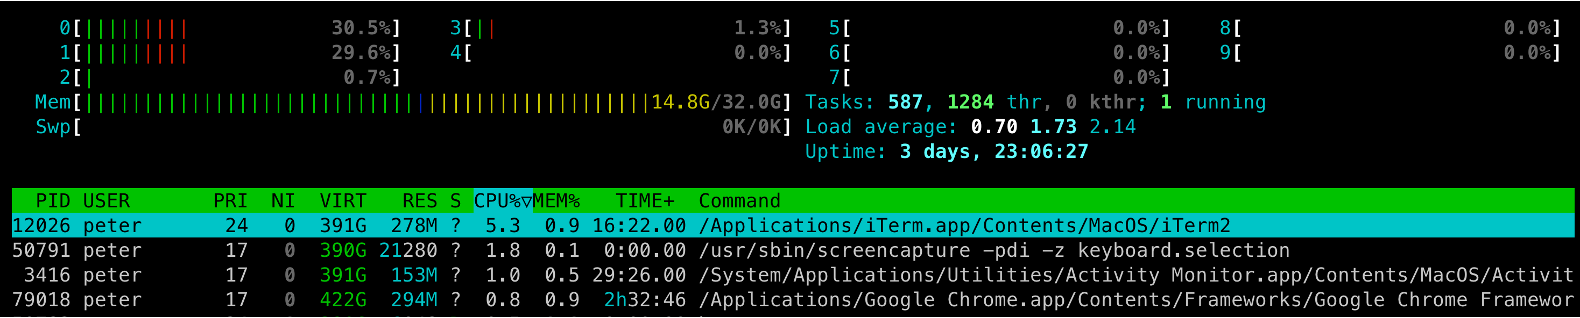 0[||||||||| 30.5%] 3[|| 1.3%] 5[ 0.0%] 8[ 0.0%]
1[||||||||| 29.6%] 4[ 0.0%] 6[ 0.0%] 9[ 0.0%]
2[| 0.7%] 7[ 0.0%]
Mem[||||||||||||||||||||||||||||||||||||||||||||||||14.8G/32.0G] Tasks: 587, 1284 thr, 0 kthr; 1 running
Swp[ 0K/0K] Load average: 0.70 1.73 2.14
Uptime: 3 days, 23:06:27
PID USER PRI NI VIRT RES S CPU%▽MEM% TIME+ Command
12026 peter 24 0 391G 278M ? 5.3 0.9 16:22.00 /Applications/iTerm.app/Contents/MacOS/iTerm2
50791 peter 17 0 390G 21280 ? 1.8 0.1 0:00.00 /usr/sbin/screencapture -pdi -z keyboard.selection
3416 peter 17 0 391G 153M ? 1.0 0.5 29:26.00 /System/Applications/Utilities/Activity Monitor.app/Contents/MacOS/Activit
79018 peter 17 0 422G 294M ? 0.8 0.9 2h32:46 /Applications/Google Chrome.app/Contents/Frameworks/Google Chrome Framewor